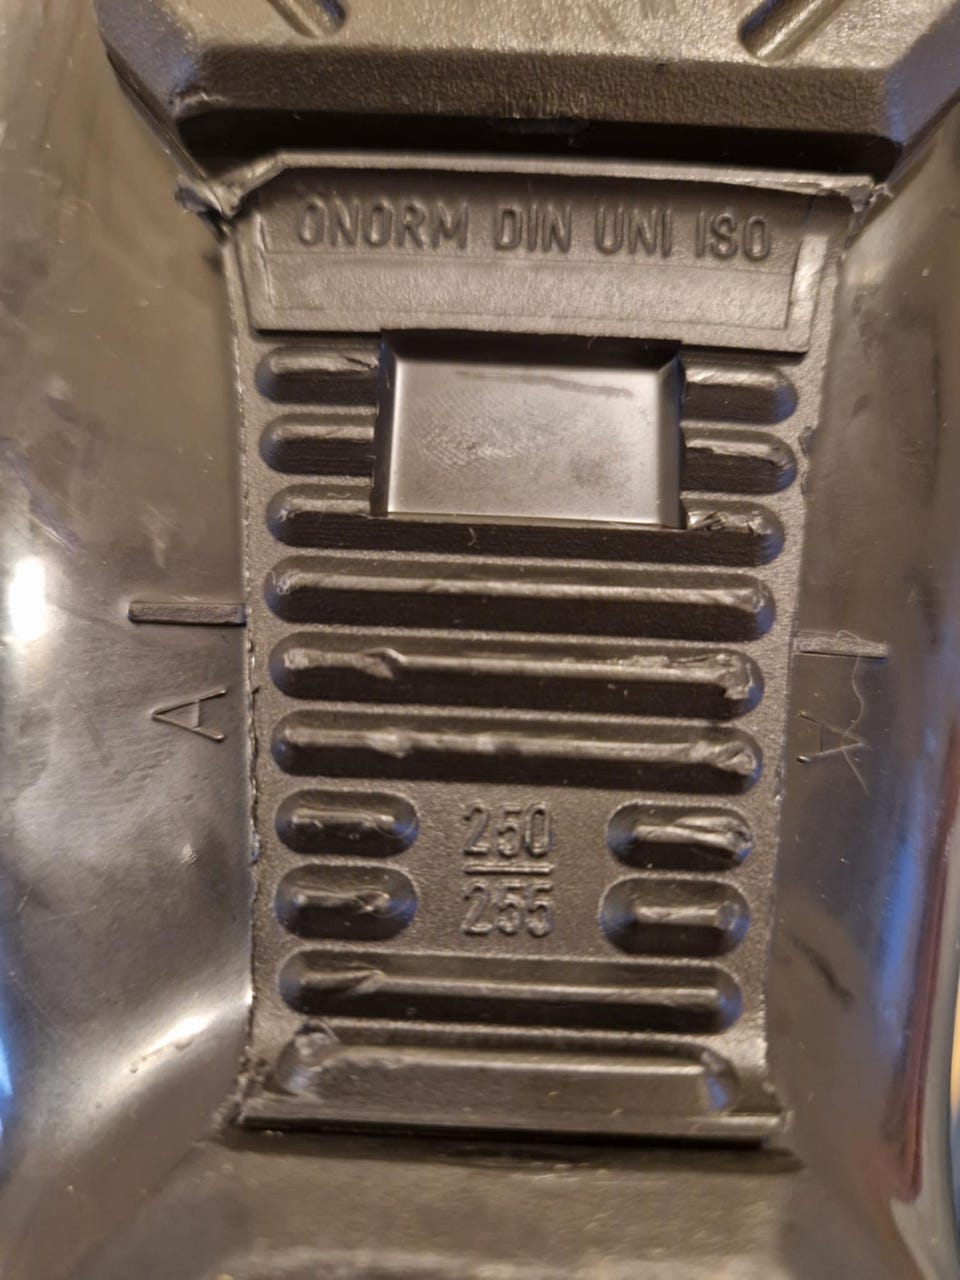 ÖNORM DIN UNI ISO
A
A
250
255